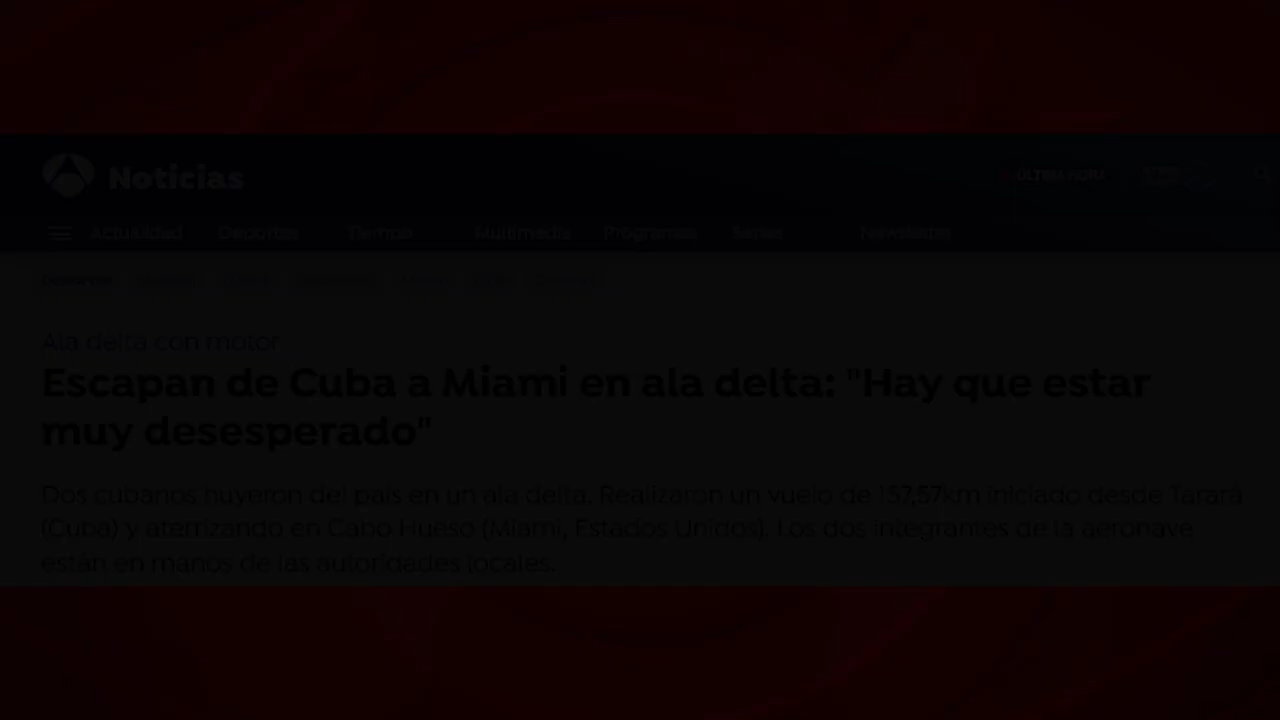 Noticias
ÚLTIMA HORA
Actualidad Deportes Tiempo Multimedia Programas Series Newsletter
Ala delta con motor
Escapan de Cuba a Miami en ala delta: "Hay que estar
muy desesperado"
Dos cubanos huyeron del país en un ala delta. Realizaron un vuelo de 157,57km iniciado desde Tarará
(Cuba) y aterrizando en Cabo Hueso (Miami, Estados Unidos). Los dos integrantes de la aeronave
están en manos de las autoridades locales.